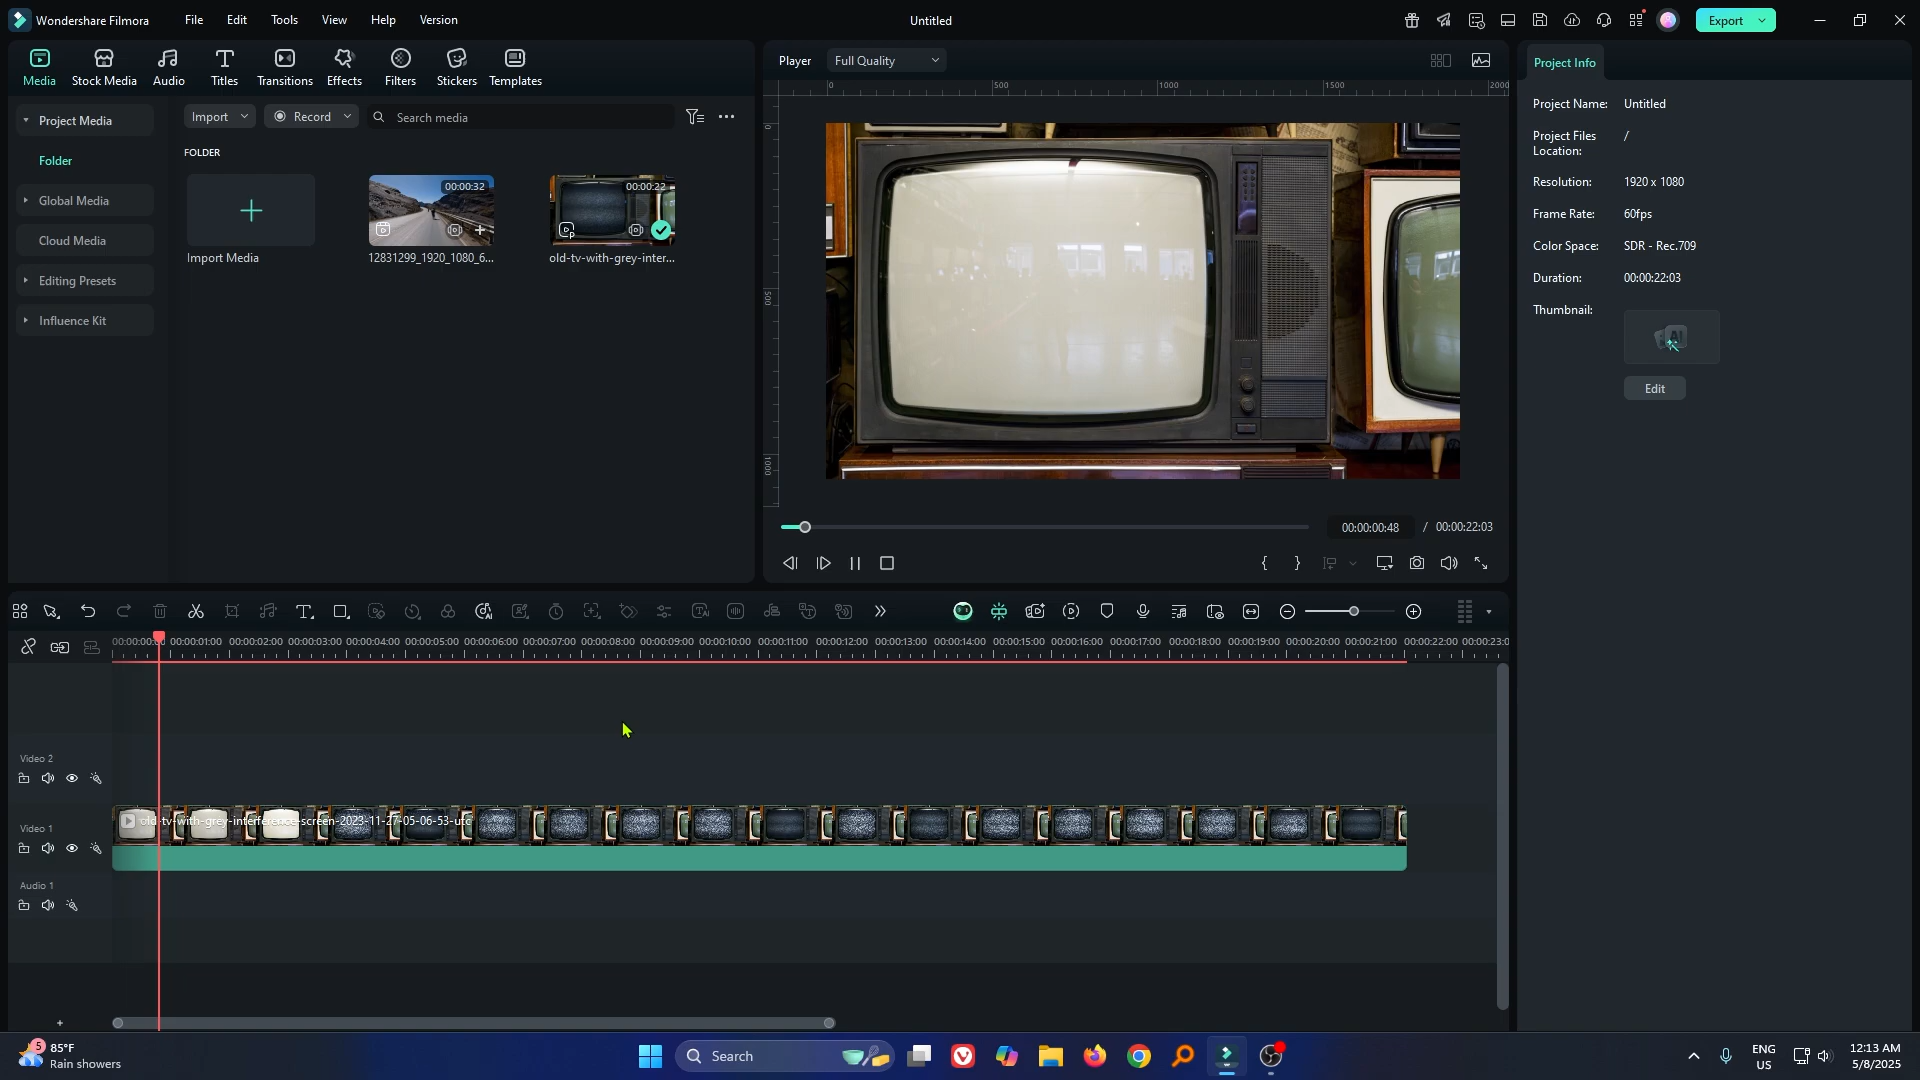 Wondershare Filmora
File
Edit
Tools
View
Help
Version
Untitled
Export
Media
Stock Media
Audio
Titles
Transitions
Effects
Filters
Stickers
Templates
Player
Full Quality
Project Info
Project Media
Folder
Global Media
Cloud Media
Editing Presets
Influence Kit
Import
Record
Search media
FOLDER
Import Media
00:00:32
12831299_1920_1080_6...
00:00:22
old-tv-with-grey-inter...
0
500
1000
1500
2000
0
500
1000
00:00:00:48 / 00:00:22:03
Project Name: Untitled
Project Files Location: /
Resolution: 1920 x 1080
Frame Rate: 60fps
Color Space: SDR - Rec.709
Duration: 00:00:22:03
Thumbnail:
AI
Edit
00:00:01:00 00:00:02:00 00:00:03:00 00:00:04:00 00:00:05:00 00:00:06:00 00:00:07:00 00:00:08:00 00:00:09:00 00:00:10:00 00:00:11:00 00:00:12:00 00:00:13:00 00:00:14:00 00:00:15:00 00:00:16:00 00:00:17:00 00:00:18:00 00:00:19:00 00:00:20:00 00:00:21:00 00:00:22:00 00:00:23:0
Video 2
Video 1
old-tv-with-grey-interference-screen-2023-11-27-05-06-53-utc
Audio 1
5
85°F
Rain showers
Search
ENG
US
12:13 AM
5/8/2025